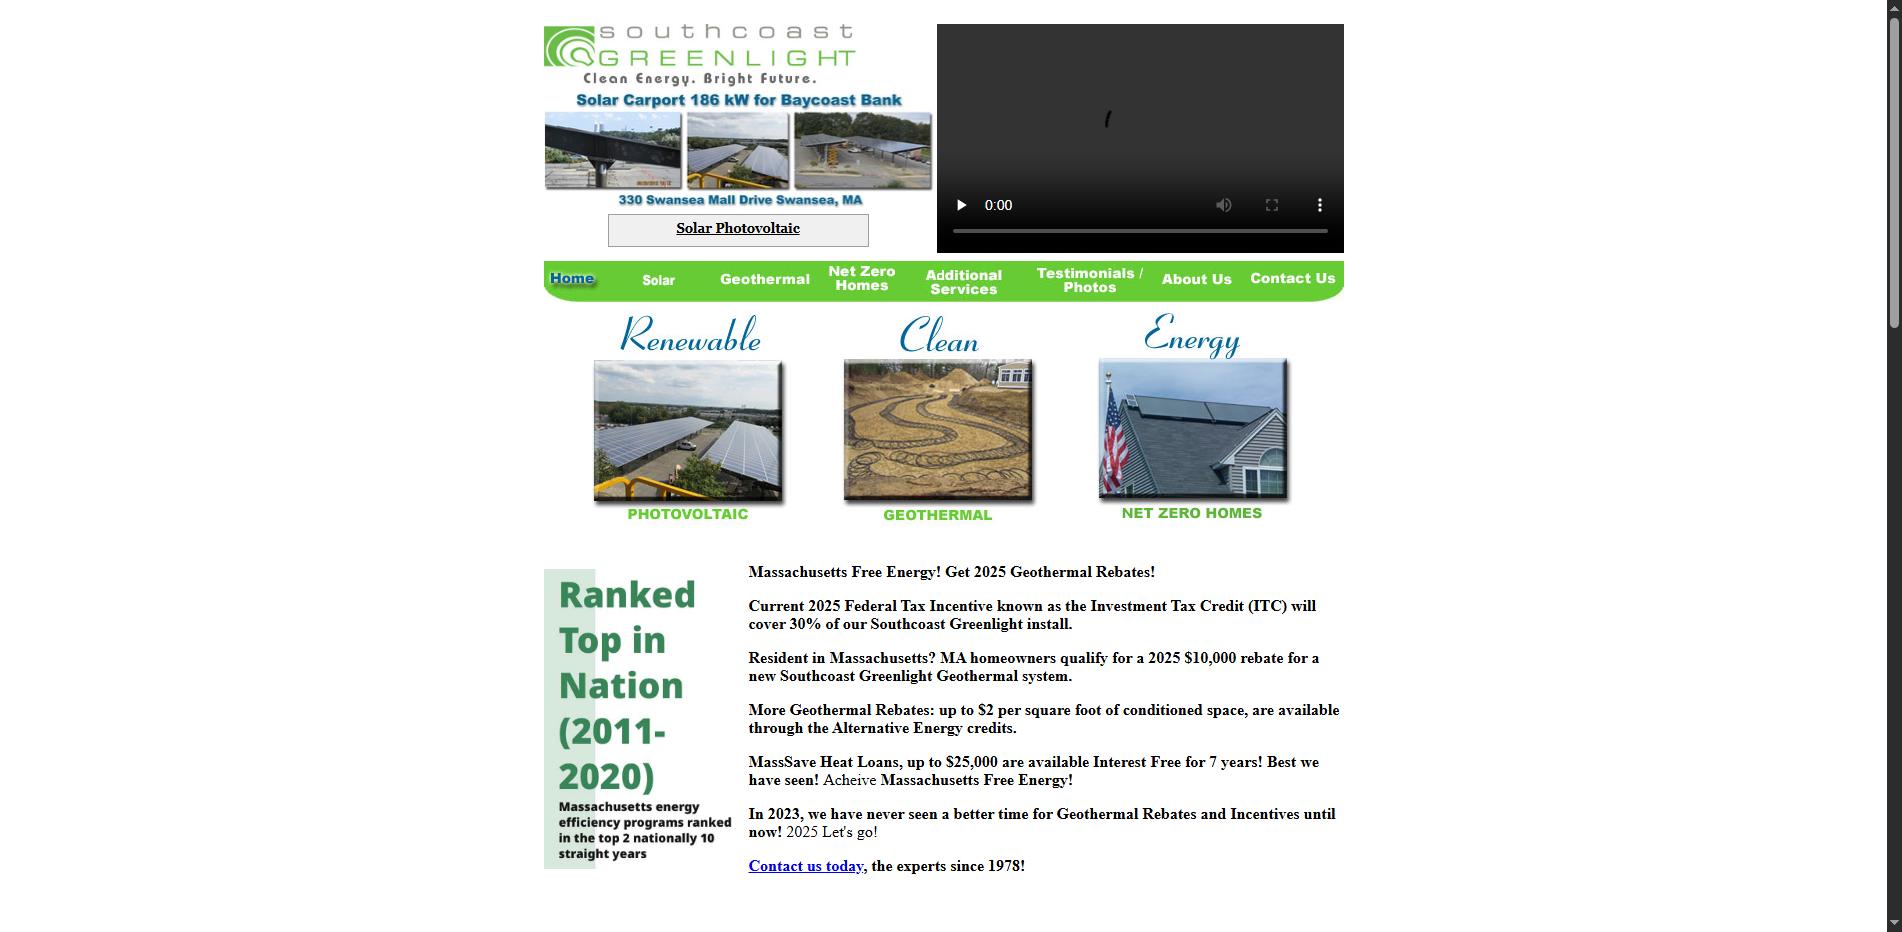 southcoast
GREENLIGHT
Clean Energy. Bright Future.
Solar Carport 186 kW for Baycoast Bank
330 Swansea Mall Drive Swansea, MA
Solar Photovoltaic
0:00
Home
Solar
Geothermal
Net Zero
Homes
Additional
Services
Testimonials /
Photos
About Us
Contact Us
Renewable
Clean
Energy
PHOTOVOLTAIC
GEOTHERMAL
NET ZERO HOMES
Ranked
Top in
Nation
(2011-
2020)
Massachusetts energy
efficiency programs ranked
in the top 2 nationally 10
straight years
Massachusetts Free Energy! Get 2025 Geothermal Rebates!
Current 2025 Federal Tax Incentive known as the Investment Tax Credit (ITC) will
cover 30% of our Southcoast Greenlight install.
Resident in Massachusetts? MA homeowners qualify for a 2025 $10,000 rebate for a
new Southcoast Greenlight Geothermal system.
More Geothermal Rebates: up to $2 per square foot of conditioned space, are available
through the Alternative Energy credits.
MassSave Heat Loans, up to $25,000 are available Interest Free for 7 years! Best we
have seen! Acheive Massachusetts Free Energy!
In 2023, we have never seen a better time for Geothermal Rebates and Incentives until
now! 2025 Let's go!
Contact us today, the experts since 1978!